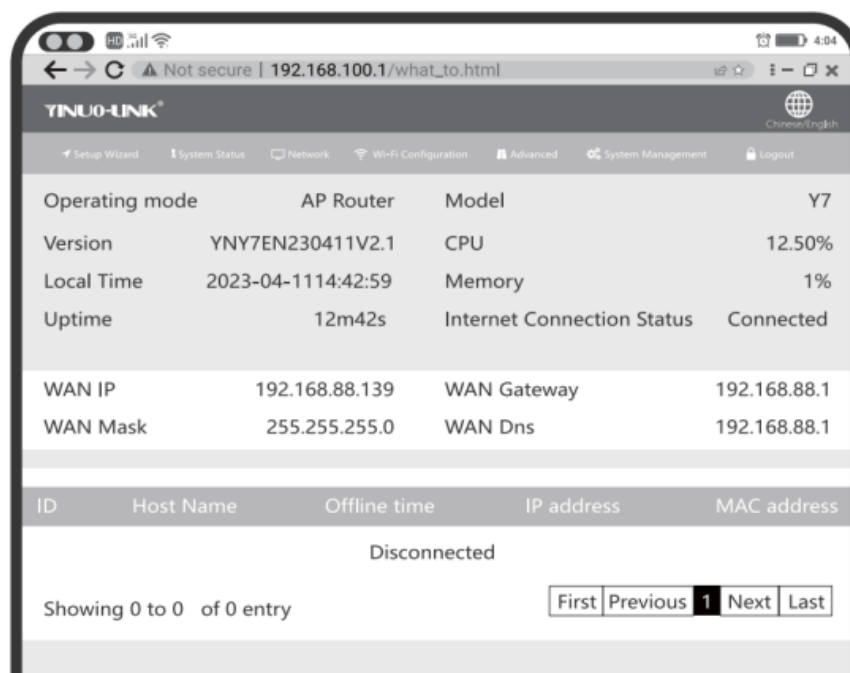 HD 4:04
Not secure | 192.168.100.1/what_to.html
YINUO-LINK®
Chinese/English
Setup Wizard System Status Network Wi-Fi Configuration Advanced System Management Logout
Operating mode AP Router Model Y7
Version YNY7EN230411V2.1 CPU 12.50%
Local Time 2023-04-1114:42:59 Memory 1%
Uptime 12m42s Internet Connection Status Connected
WAN IP 192.168.88.139 WAN Gateway 192.168.88.1
WAN Mask 255.255.255.0 WAN Dns 192.168.88.1
ID Host Name Offline time IP address MAC address
Disconnected
Showing 0 to 0 of 0 entry First Previous 1 Next Last